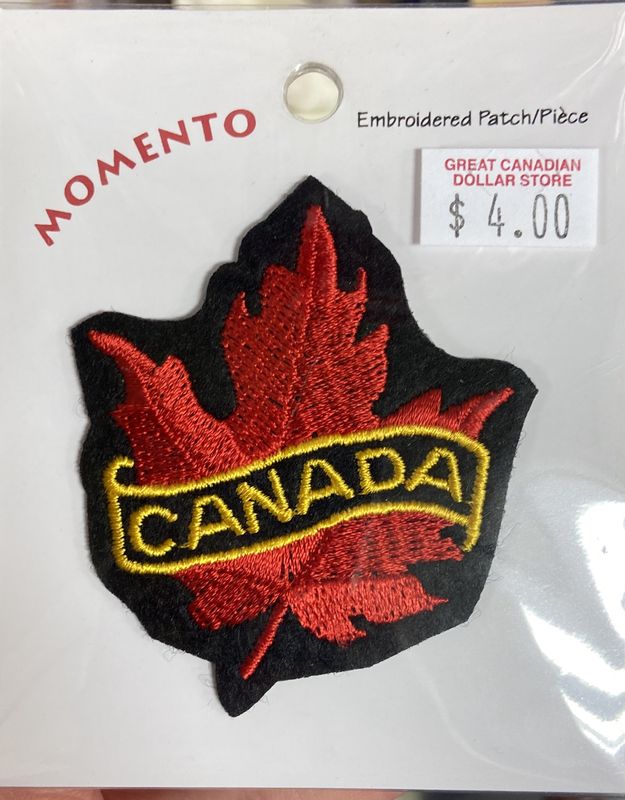 MOMENTO
Embroidered Patch/Pièce
GREAT CANADIAN
DOLLAR STORE
$ 4.00
CANADA